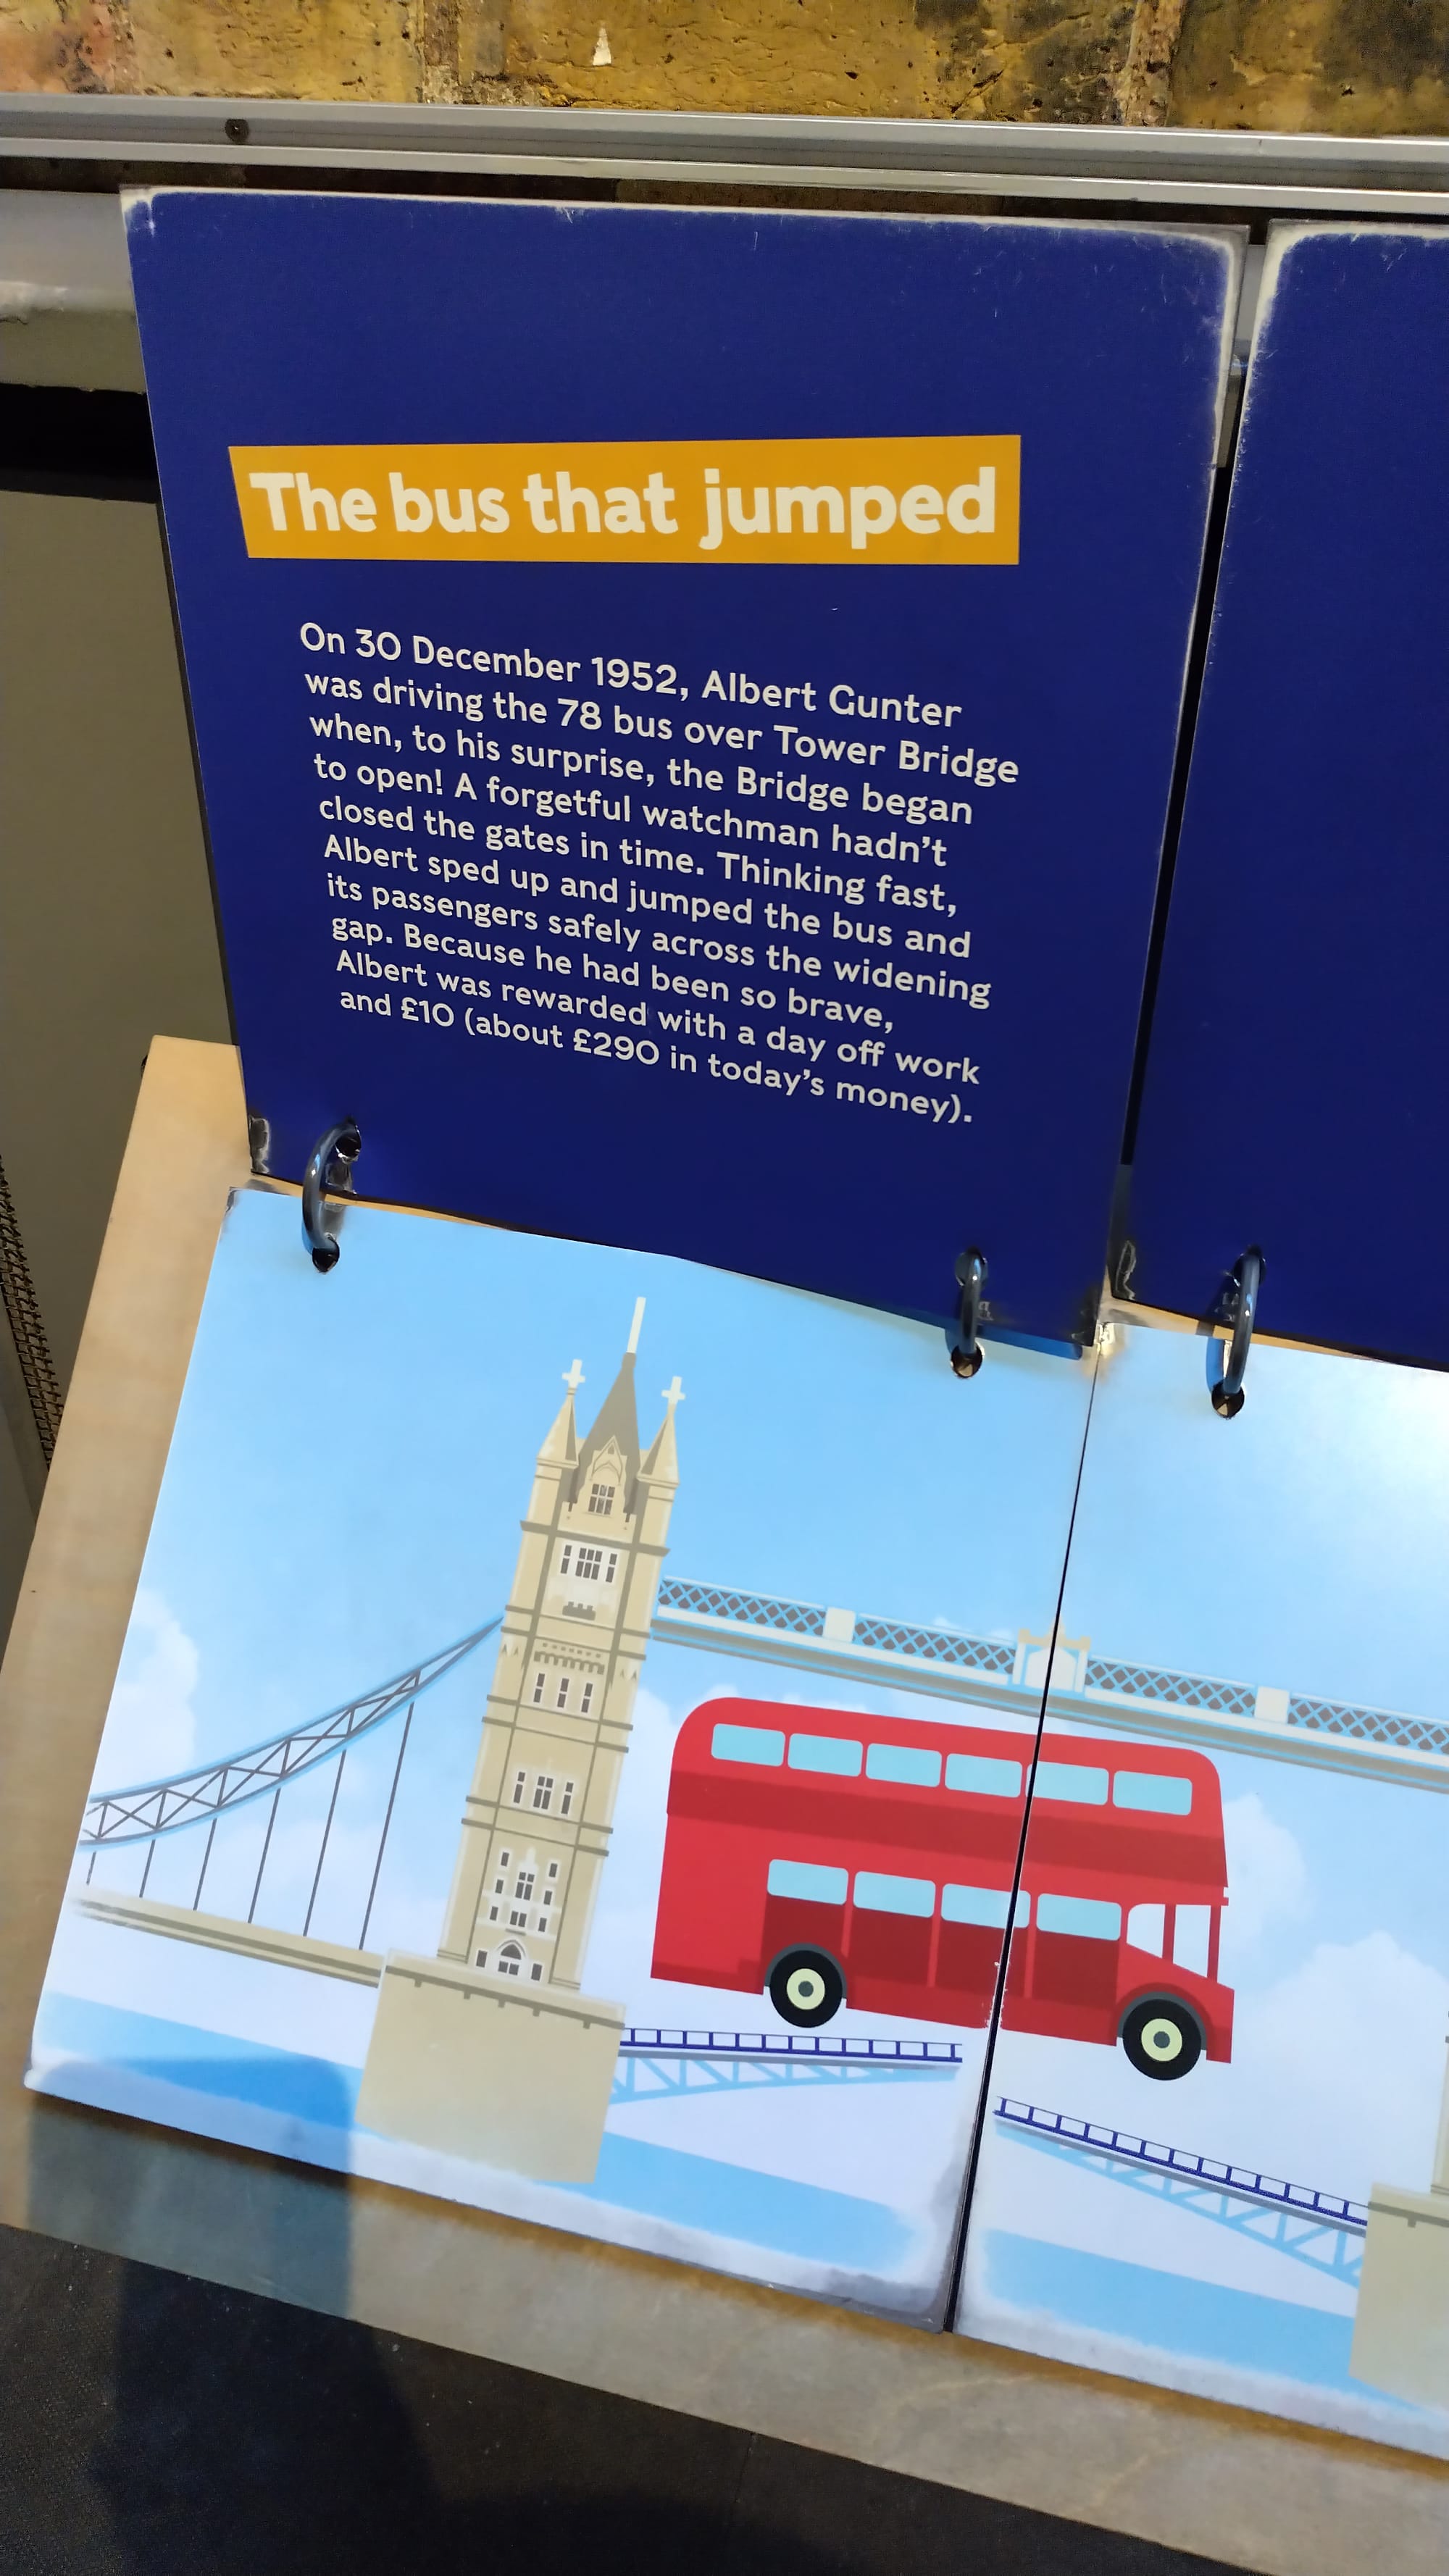 The bus that jumped
On 30 December 1952, Albert Gunter
was driving the 78 bus over Tower Bridge
when, to his surprise, the Bridge began
to open! A forgetful watchman hadn't
closed the gates in time. Thinking fast,
Albert sped up and jumped the bus and
its passengers safely across the widening
gap. Because he had been so brave,
Albert was rewarded with a day off work
and £10 (about £290 in today's money).